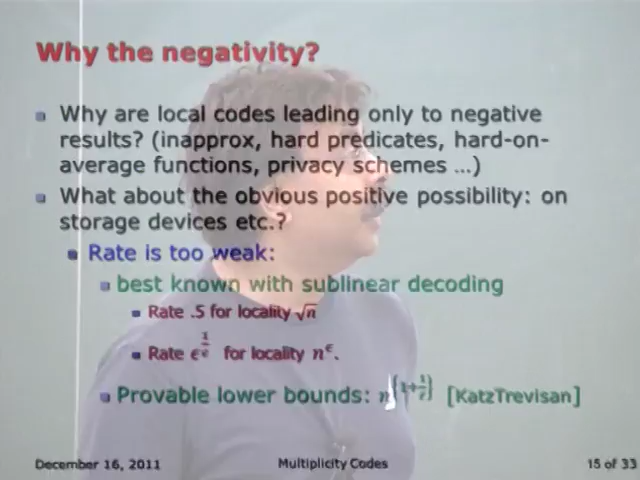 Why the negativity?
Why are local codes leading only to negative
results? (inapprox, hard predicates, hard-on-
average functions, privacy schemes ...)
What about the obvious positive possibility: on
storage devices etc.?
Rate is too weak:
best known with sublinear decoding
Rate .5 for locality √n
Rate ϵ^{1/ϵ} for locality n^ϵ.
Provable lower bounds: [KatzTrevisan]
December 16, 2011
Multiplicity Codes
15 of 33